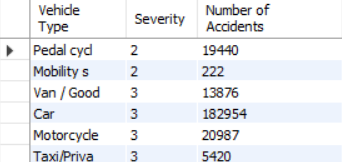 Vehicle Type Severity Number of Accidents
Pedal cycl 2 19440
Mobility s 2 222
Van / Good 3 13876
Car 3 182954
Motorcycle 3 20987
Taxi/Priva 3 5420